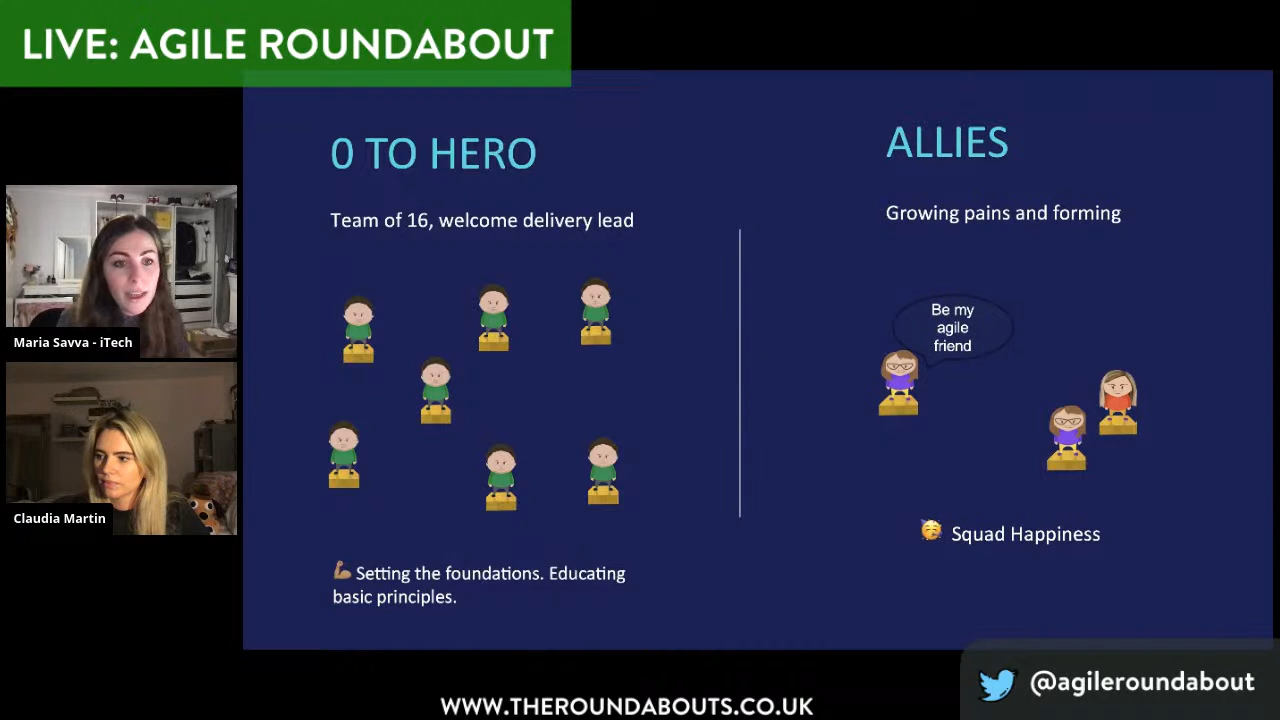 LIVE: AGILE ROUNDABOUT
0 TO HERO
Team of 16, welcome delivery lead
Setting the foundations. Educating
basic principles.
ALLIES
Growing pains and forming
Be my
agile
friend
Squad Happiness
Maria Savva - iTech
Claudia Martin
@agileroundabout
WWW.THEROUNDABOUTS.CO.UK